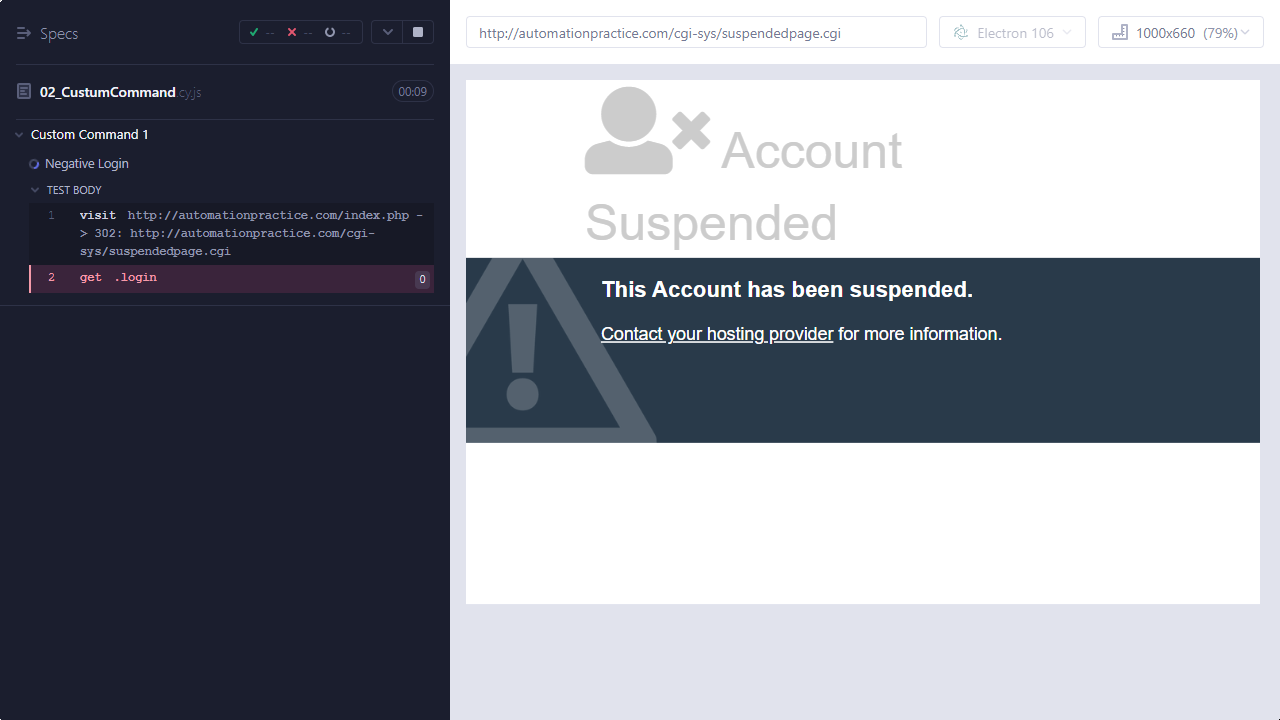 Specs
-- -- --
02_CustumCommand.cy.js
00:09
Custom Command 1
Negative Login
TEST BODY
1 visit http://automationpractice.com/index.php -
> 302: http://automationpractice.com/cgi-
sys/suspendedpage.cgi
2 get .login 0
http://automationpractice.com/cgi-sys/suspendedpage.cgi
Electron 106
1000x660 (79%)
Account
Suspended
This Account has been suspended.
Contact your hosting provider for more information.